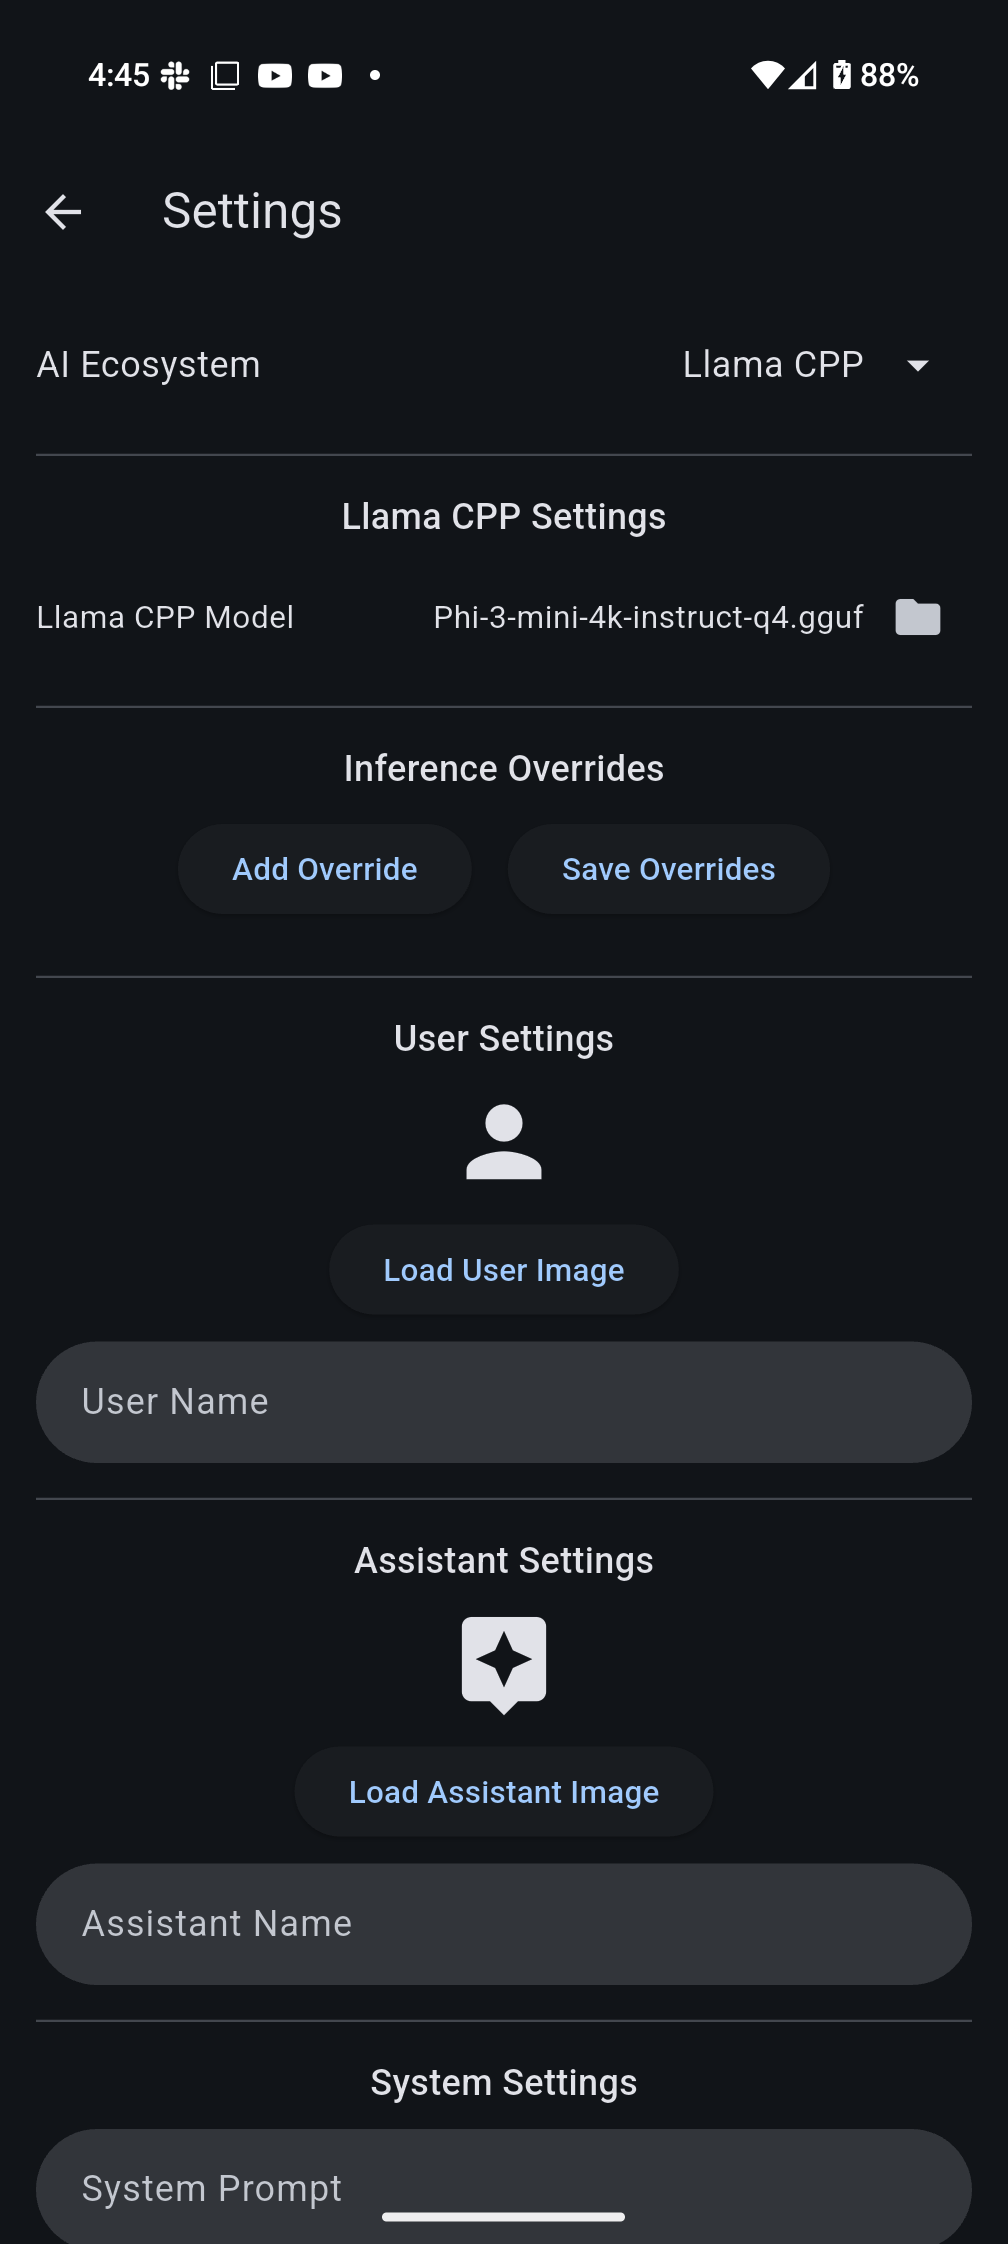 4:45 88%
Settings
AI Ecosystem Llama CPP
Llama CPP Settings
Llama CPP Model Phi-3-mini-4k-instruct-q4.gguf
Inference Overrides
Add Override Save Overrides
User Settings
Load User Image
User Name
Assistant Settings
Load Assistant Image
Assistant Name
System Settings
System Prompt